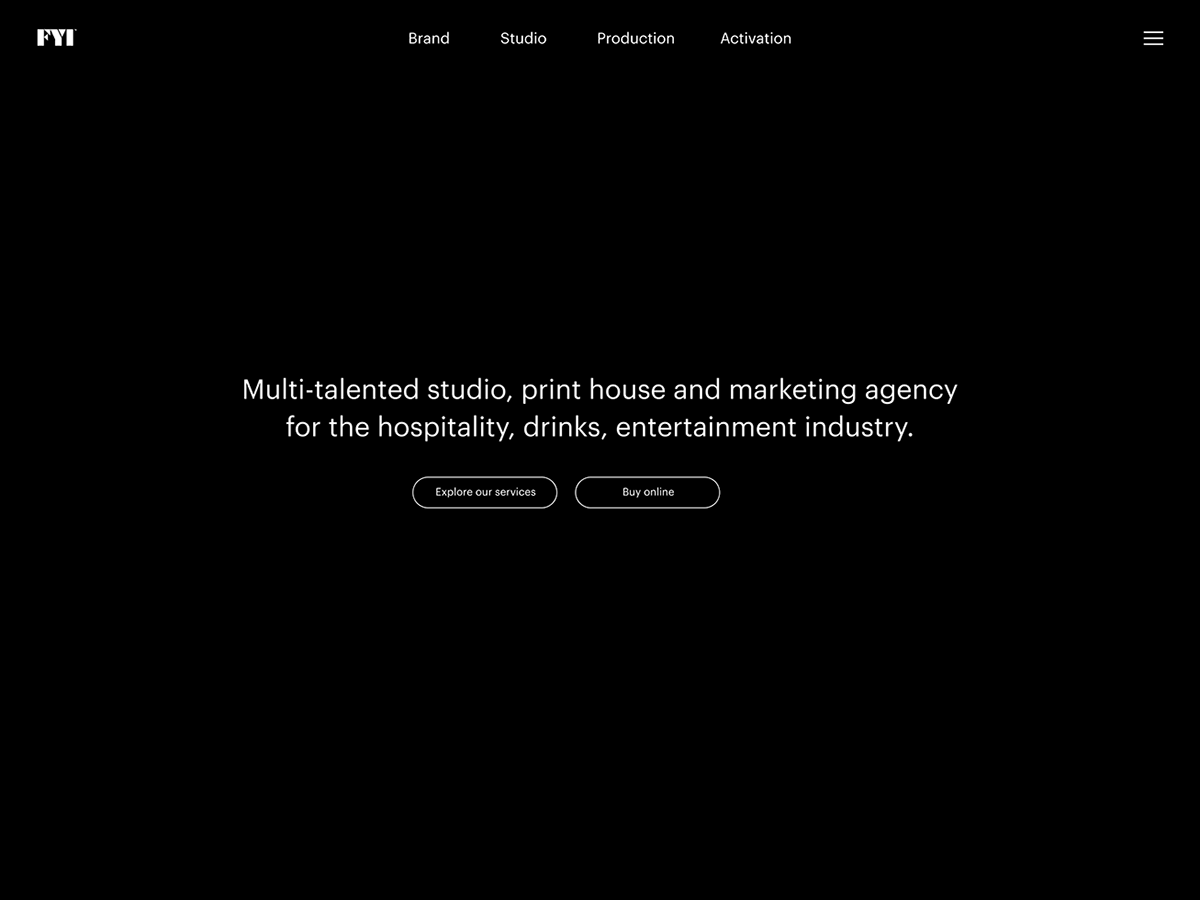 FYI
Brand Studio Production Activation
Multi-talented studio, print house and marketing agency
for the hospitality, drinks, entertainment industry.
Explore our services Buy online